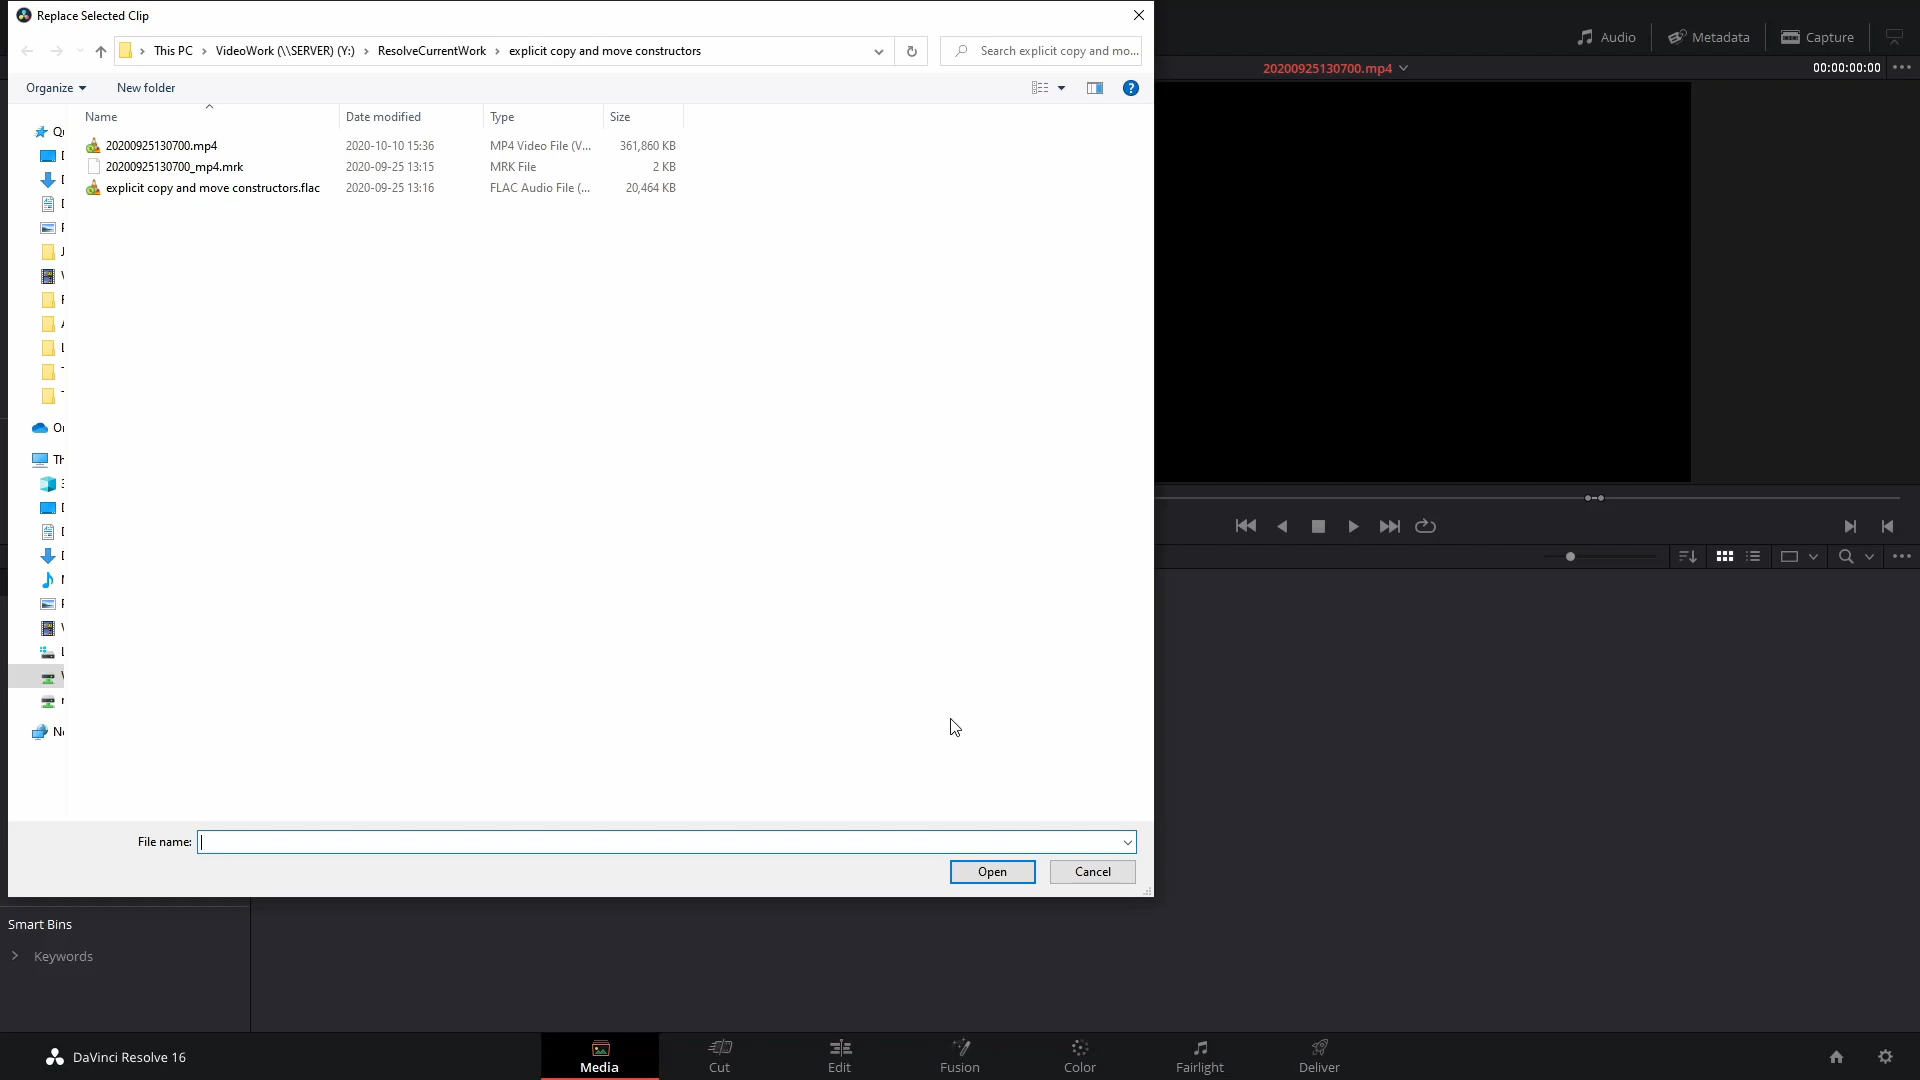 Replace Selected Clip
This PC > VideoWork (\\SERVER) (Y:) > ResolveCurrentWork > explicit copy and move constructors
Search explicit copy and mo...
Organize
New folder
Name
Date modified
Type
Size
20200925130700.mp4
2020-10-10 15:36
MP4 Video File (V...
361,860 KB
20200925130700_mp4.mrk
2020-09-25 13:15
MRK File
2 KB
explicit copy and move constructors.flac
2020-09-25 13:16
FLAC Audio File (...
20,464 KB
File name:
Open
Cancel
Audio
Metadata
Capture
20200925130700.mp4
00:00:00:00
Smart Bins
Keywords
DaVinci Resolve 16
Media
Cut
Edit
Fusion
Color
Fairlight
Deliver